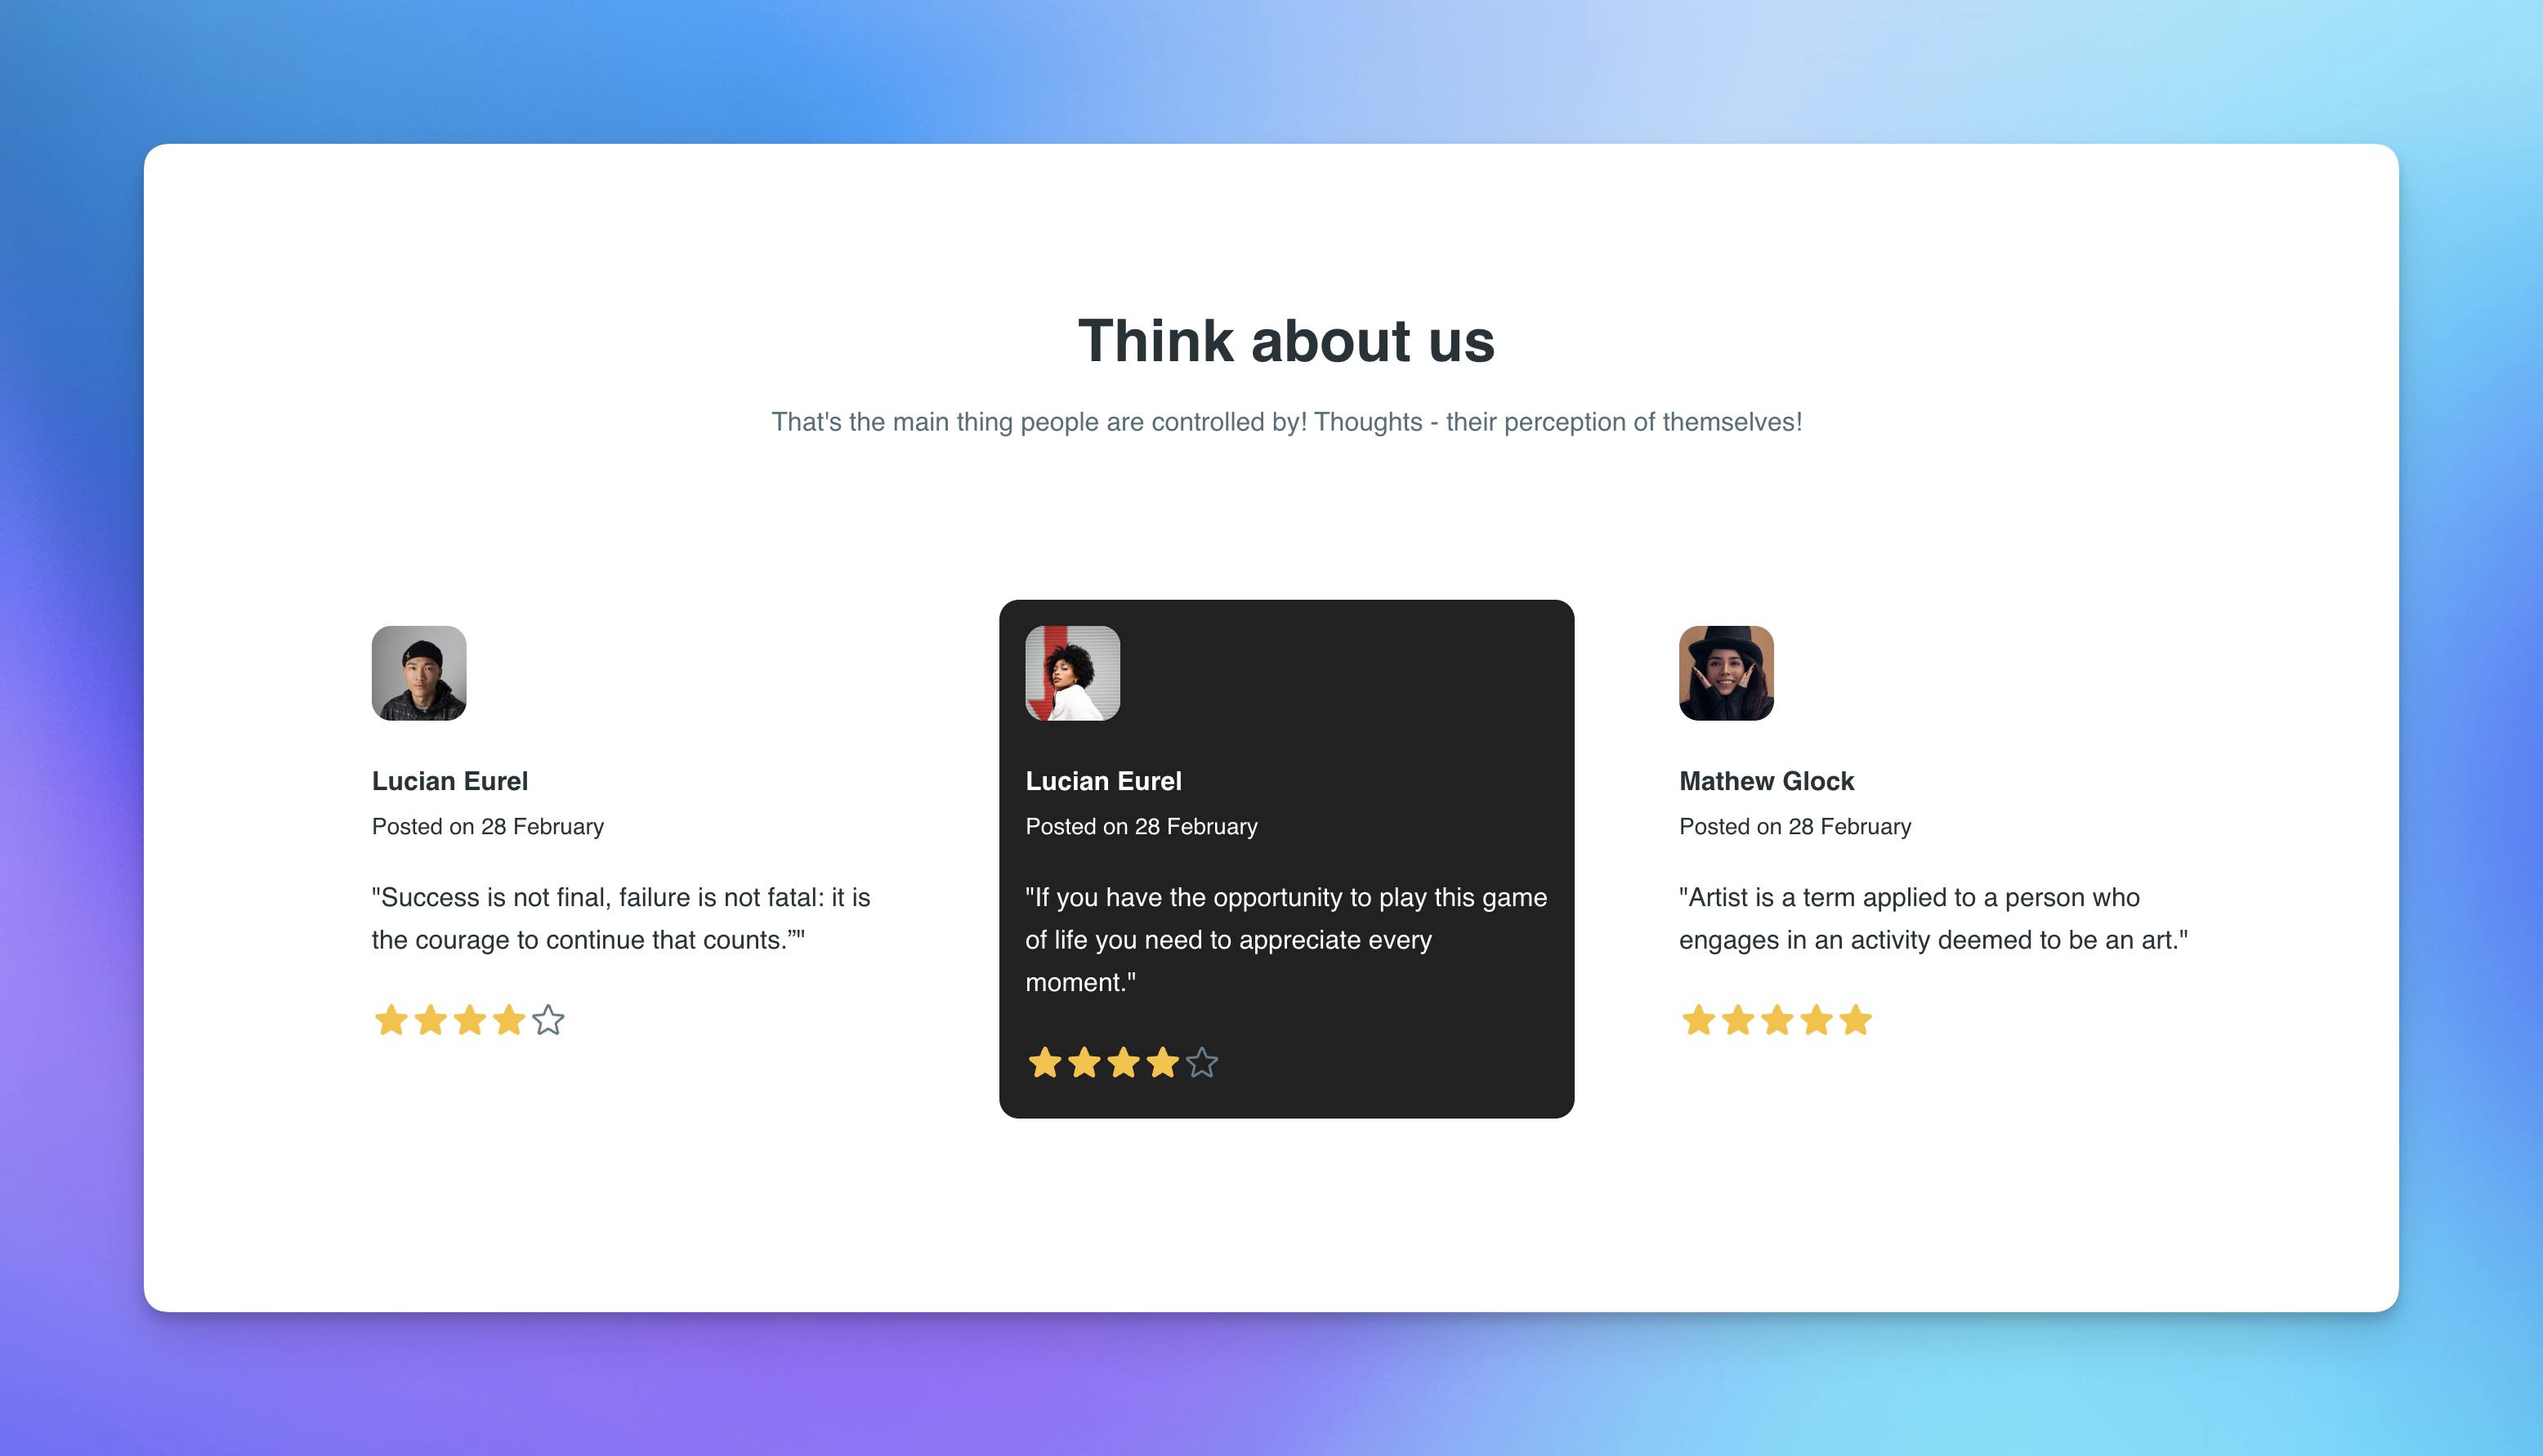 Think about us
That's the main thing people are controlled by! Thoughts - their perception of themselves!
Lucian Eurel
Posted on 28 February
"Success is not final, failure is not fatal: it is
the courage to continue that counts.”"
Lucian Eurel
Posted on 28 February
"If you have the opportunity to play this game
of life you need to appreciate every
moment."
Mathew Glock
Posted on 28 February
"Artist is a term applied to a person who
engages in an activity deemed to be an art."